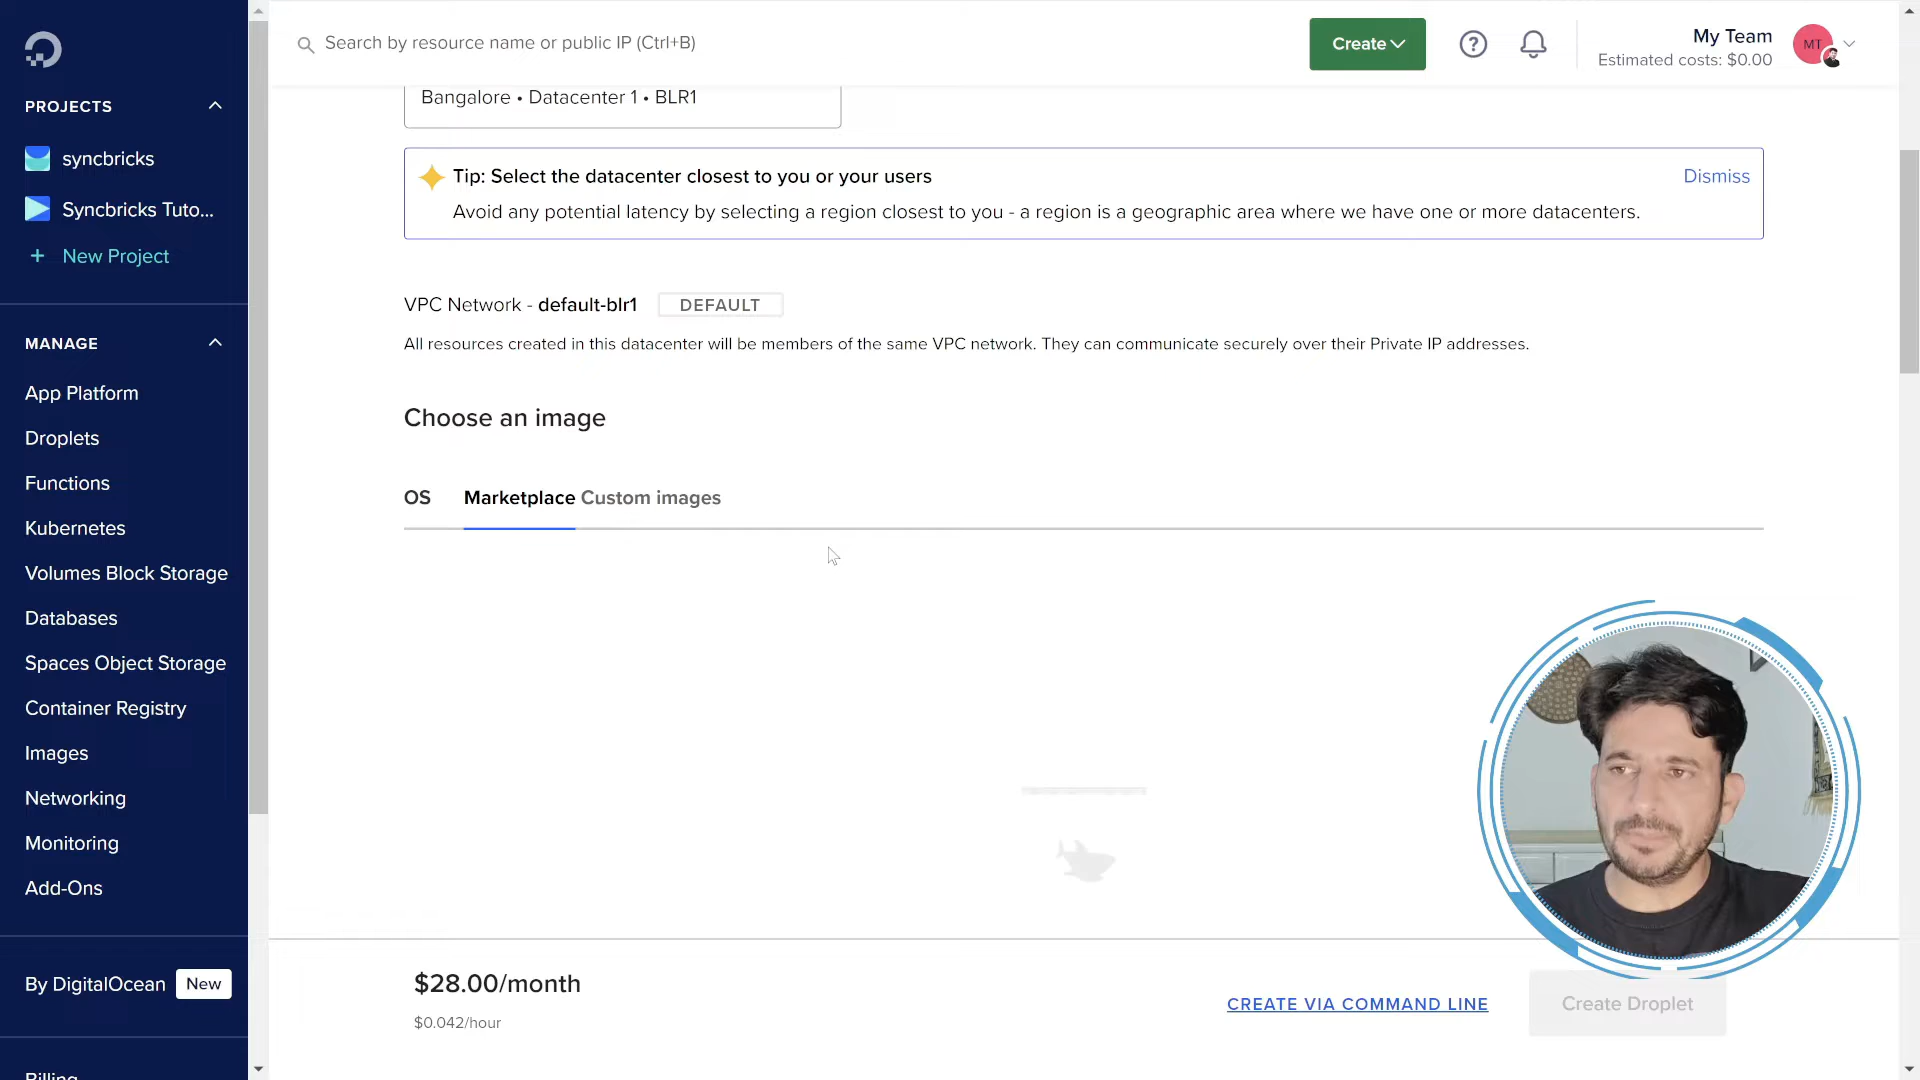 Search by resource name or public IP (Ctrl+B)
Create
?
My Team
Estimated costs: $0.00
MT
PROJECTS
syncbricks
Syncbricks Tuto...
+ New Project
MANAGE
App Platform
Droplets
Functions
Kubernetes
Volumes Block Storage
Databases
Spaces Object Storage
Container Registry
Images
Networking
Monitoring
Add-Ons
By DigitalOcean New
Billing
Bangalore • Datacenter 1 • BLR1
Tip: Select the datacenter closest to you or your users
Dismiss
Avoid any potential latency by selecting a region closest to you - a region is a geographic area where we have one or more datacenters.
VPC Network - default-blr1 DEFAULT
All resources created in this datacenter will be members of the same VPC network. They can communicate securely over their Private IP addresses.
Choose an image
OS Marketplace Custom images
$28.00/month
$0.042/hour
CREATE VIA COMMAND LINE
Create Droplet